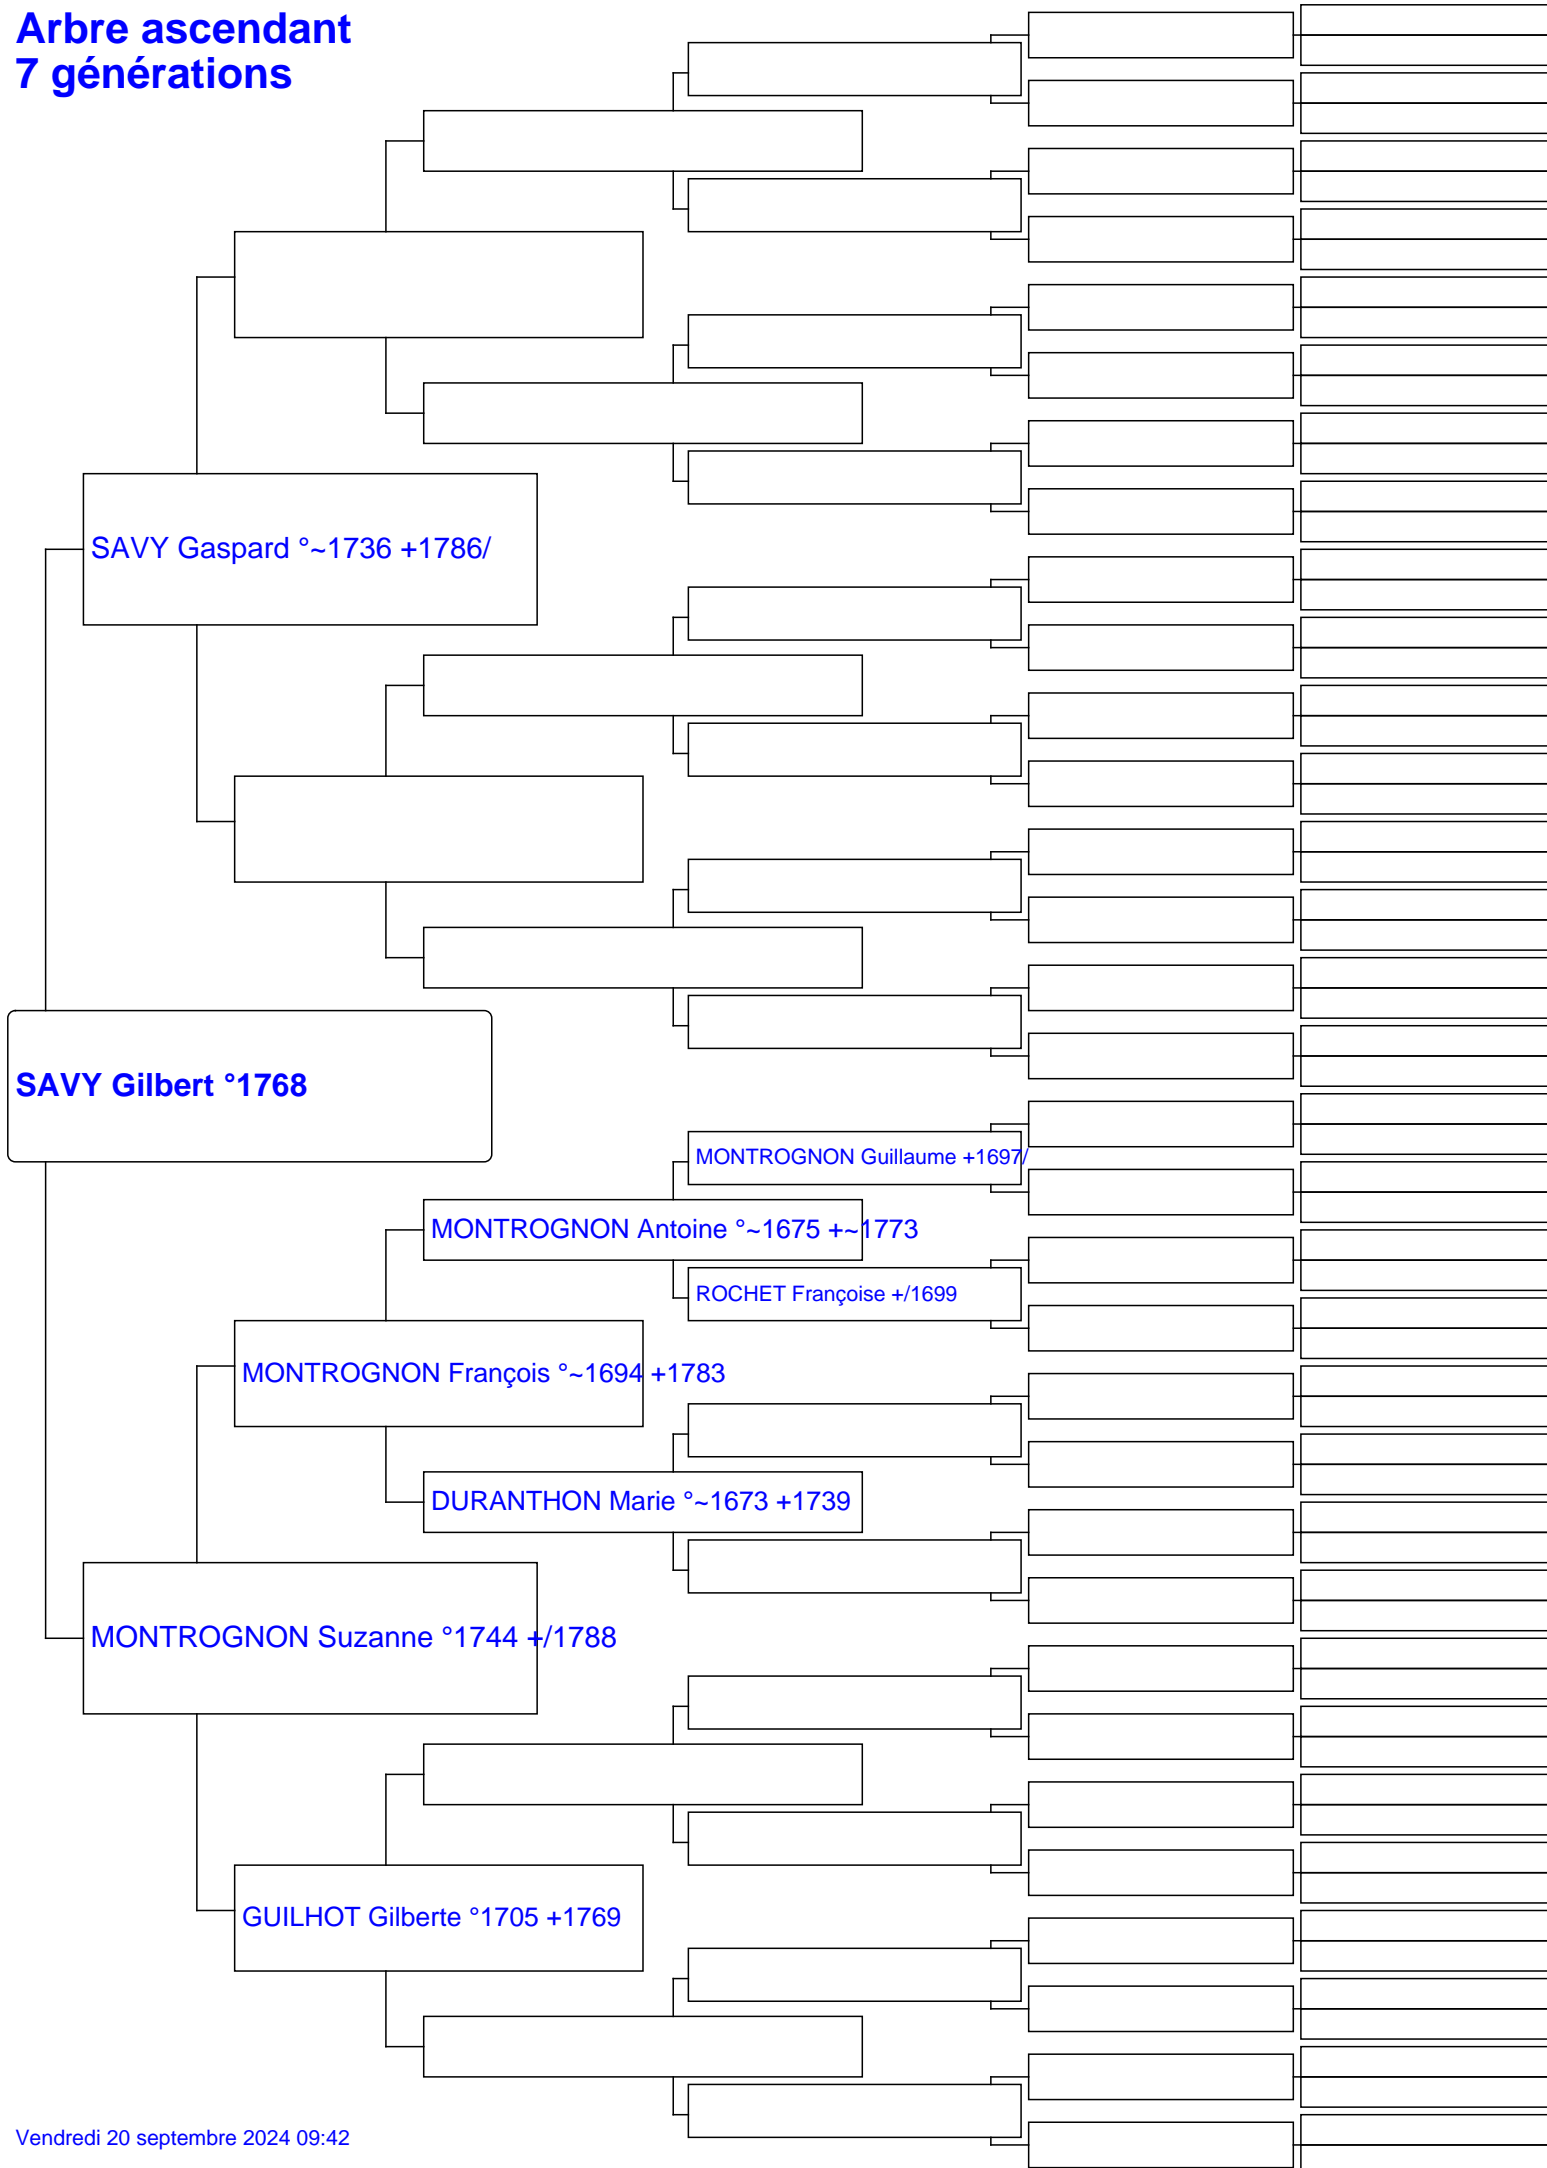 Arbre ascendant
7 générations
SAVY Gaspard °~1736 +1786/
SAVY Gilbert °1768
MONTROGNON Guillaume +1697/
MONTROGNON Antoine °~1675 +~1773
ROCHET Françoise +/1699
MONTROGNON François °~1694 +1783
DURANTHON Marie °~1673 +1739
MONTROGNON Suzanne °1744 +/1788
GUILHOT Gilberte °1705 +1769
Vendredi 20 septembre 2024 09:42